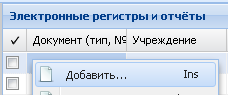 Электронные регистры и отчёты
Документ (тип, № Учреждение
Добавить... Ins